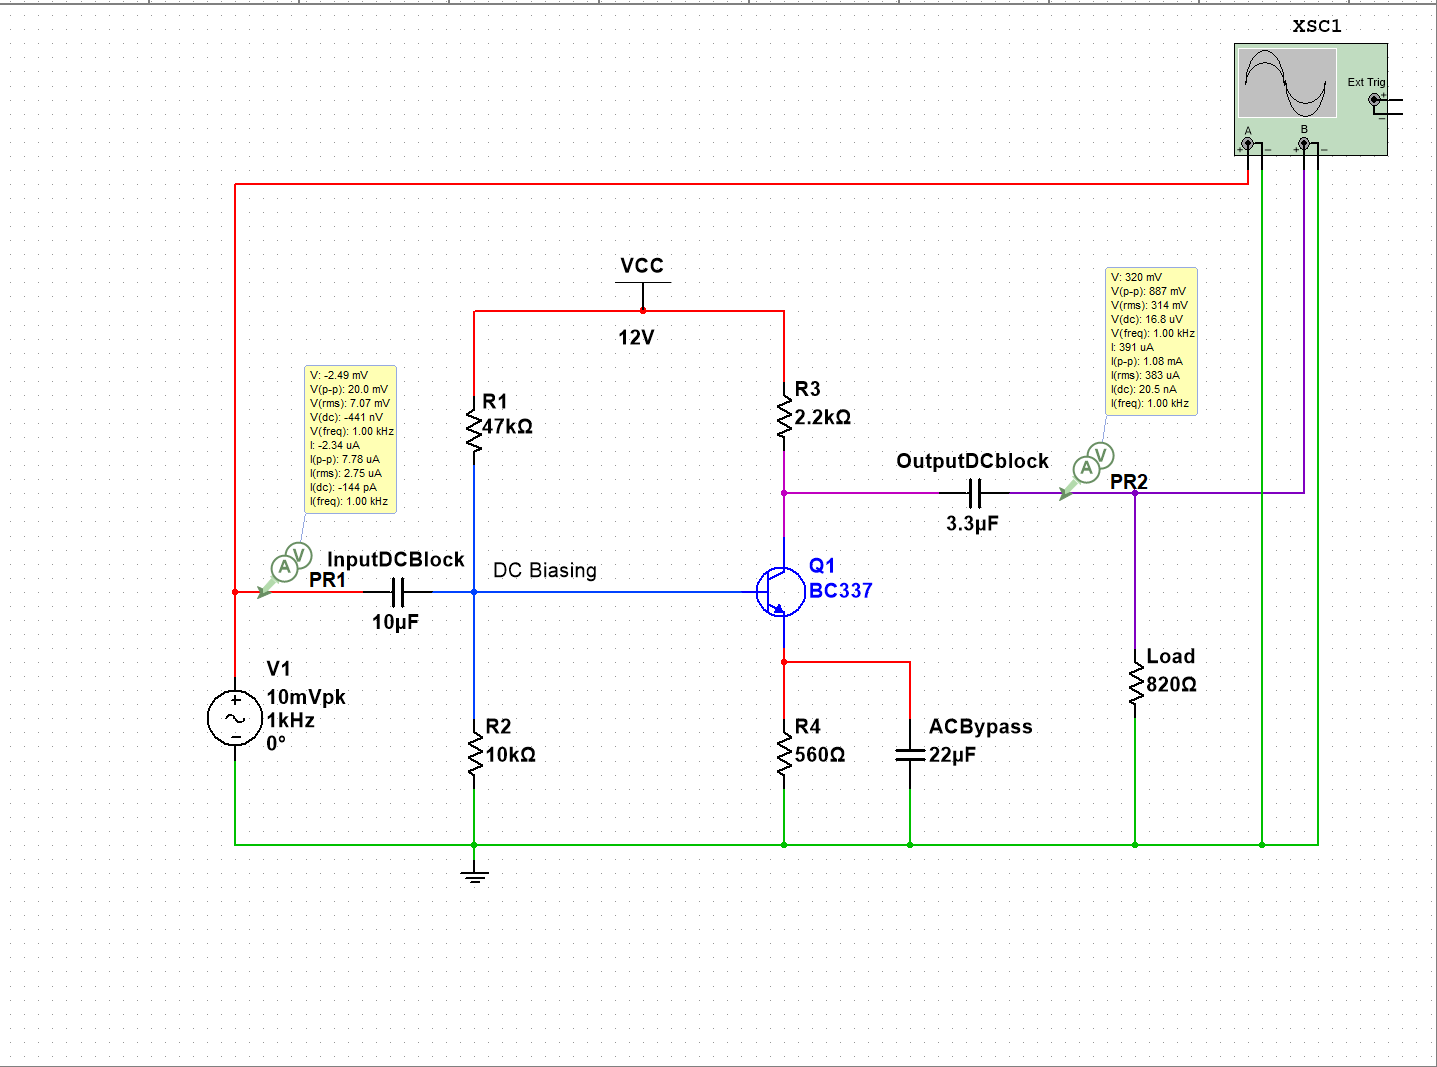 XSC1
Ext Trig
+
−
A
B
+
−
+
−
VCC
12V
V: 320 mV
V(p-p): 887 mV
V(rms): 314 mV
V(dc): 16.8 uV
V(freq): 1.00 kHz
I: 391 uA
I(p-p): 1.08 mA
I(rms): 383 uA
I(dc): 20.5 nA
I(freq): 1.00 kHz
V: -2.49 mV
V(p-p): 20.0 mV
V(rms): 7.07 mV
V(dc): -441 nV
V(freq): 1.00 kHz
I: -2.34 uA
I(p-p): 7.78 uA
I(rms): 2.75 uA
I(dc): -144 pA
I(freq): 1.00 kHz
R1
47kΩ
R3
2.2kΩ
OutputDCblock
3.3µF
A
V
PR2
A
V
PR1
InputDCBlock
10µF
DC Biasing
Q1
BC337
V1
10mVpk
1kHz
0°
+
−
R2
10kΩ
R4
560Ω
ACBypass
22µF
Load
820Ω